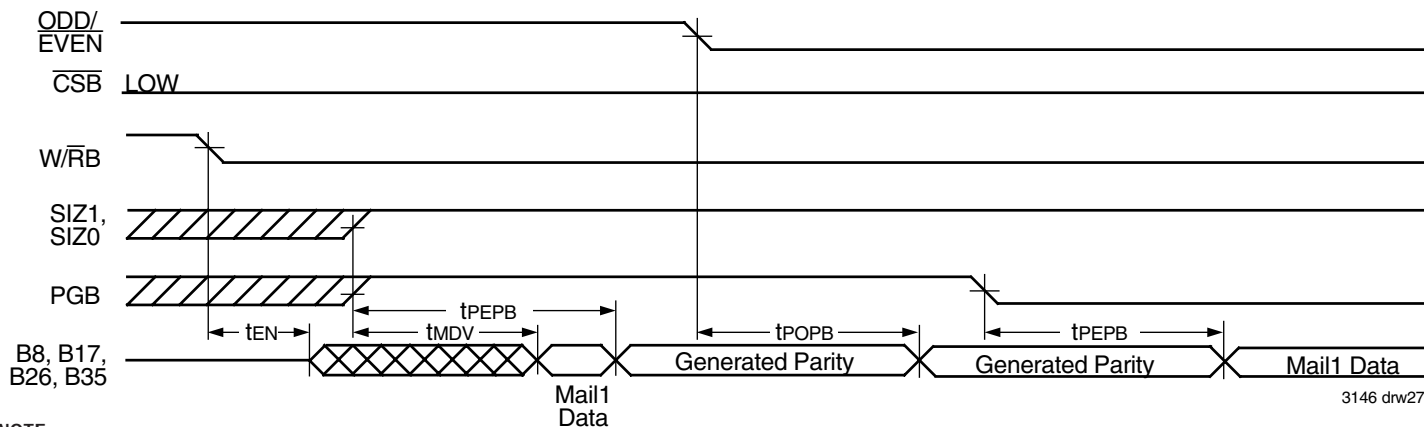 ODD/
EVEN
CSB LOW
W/RB
SIZ1,
SIZ0
PGB
tPEPB
tEN
tMDV
tPOPB
tPEPB
B8, B17,
B26, B35
Generated Parity
Generated Parity
Mail1 Data
Mail1
Data
3146 drw27